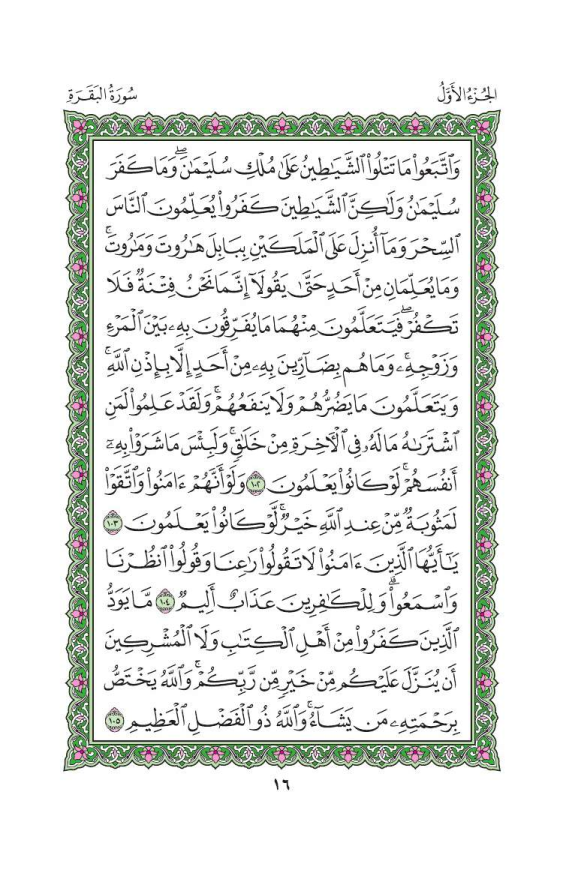 الجُزْءُ الأَوَّلُ
سُورَةُ البَقَرَةِ
وَٱتَّبَعُواْ مَا تَتْلُواْ ٱلشَّيَٰطِينُ عَلَىٰ مُلْكِ سُلَيْمَٰنَۖ وَمَا كَفَرَ
سُلَيْمَٰنُ وَلَٰكِنَّ ٱلشَّيَٰطِينَ كَفَرُواْ يُعَلِّمُونَ ٱلنَّاسَ
ٱلسِّحْرَ وَمَآ أُنزِلَ عَلَى ٱلْمَلَكَيْنِ بِبَابِلَ هَٰرُوتَ وَمَٰرُوتَۚ
وَمَا يُعَلِّمَانِ مِنْ أَحَدٍ حَتَّىٰ يَقُولَآ إِنَّمَا نَحْنُ فِتْنَةٌ فَلَا
تَكْفُرْۖ فَيَتَعَلَّمُونَ مِنْهُمَا مَا يُفَرِّقُونَ بِهِۦ بَيْنَ ٱلْمَرْءِ
وَزَوْجِهِۦۚ وَمَا هُم بِضَآرِّينَ بِهِۦ مِنْ أَحَدٍ إِلَّا بِإِذْنِ ٱللَّهِۚ
وَيَتَعَلَّمُونَ مَا يَضُرُّهُمْ وَلَا يَنفَعُهُمْۚ وَلَقَدْ عَلِمُواْ لَمَنِ
ٱشْتَرَىٰهُ مَا لَهُۥ فِي ٱلْأٓخِرَةِ مِنْ خَلَٰقٖۚ وَلَبِئْسَ مَا شَرَوْاْ بِهِۦٓ
أَنفُسَهُمْۚ لَوْ كَانُواْ يَعْلَمُونَ ١٠٢ وَلَوْ أَنَّهُمْ ءَامَنُواْ وَٱتَّقَوْاْ
لَمَثُوبَةٌ مِّنْ عِندِ ٱللَّهِ خَيْرٌۚ لَّوْ كَانُواْ يَعْلَمُونَ ١٠٣
يَٰٓأَيُّهَا ٱلَّذِينَ ءَامَنُواْ لَا تَقُولُواْ رَٰعِنَا وَقُولُواْ ٱنظُرْنَا
وَٱسْمَعُواْۗ وَلِلْكَٰفِرِينَ عَذَابٌ أَلِيمٌ ١٠٤ مَّا يَوَدُّ
ٱلَّذِينَ كَفَرُواْ مِنْ أَهْلِ ٱلْكِتَٰبِ وَلَا ٱلْمُشْرِكِينَ
أَن يُنَزَّلَ عَلَيْكُم مِّنْ خَيْرٍ مِّن رَّبِّكُمْۚ وَٱللَّهُ يَخْتَصُّ
بِرَحْمَتِهِۦ مَن يَشَآءُۚ وَٱللَّهُ ذُو ٱلْفَضْلِ ٱلْعَظِيمِ ١٠٥
١٦